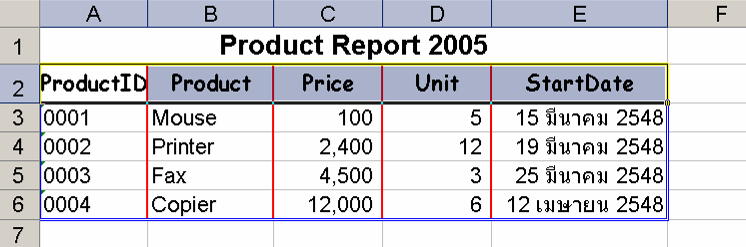 A B C D E F
1 Product Report 2005
2 ProductID Product Price Unit StartDate
3 0001 Mouse 100 5 15 มีนาคม 2548
4 0002 Printer 2,400 12 19 มีนาคม 2548
5 0003 Fax 4,500 3 25 มีนาคม 2548
6 0004 Copier 12,000 6 12 เมษายน 2548
7